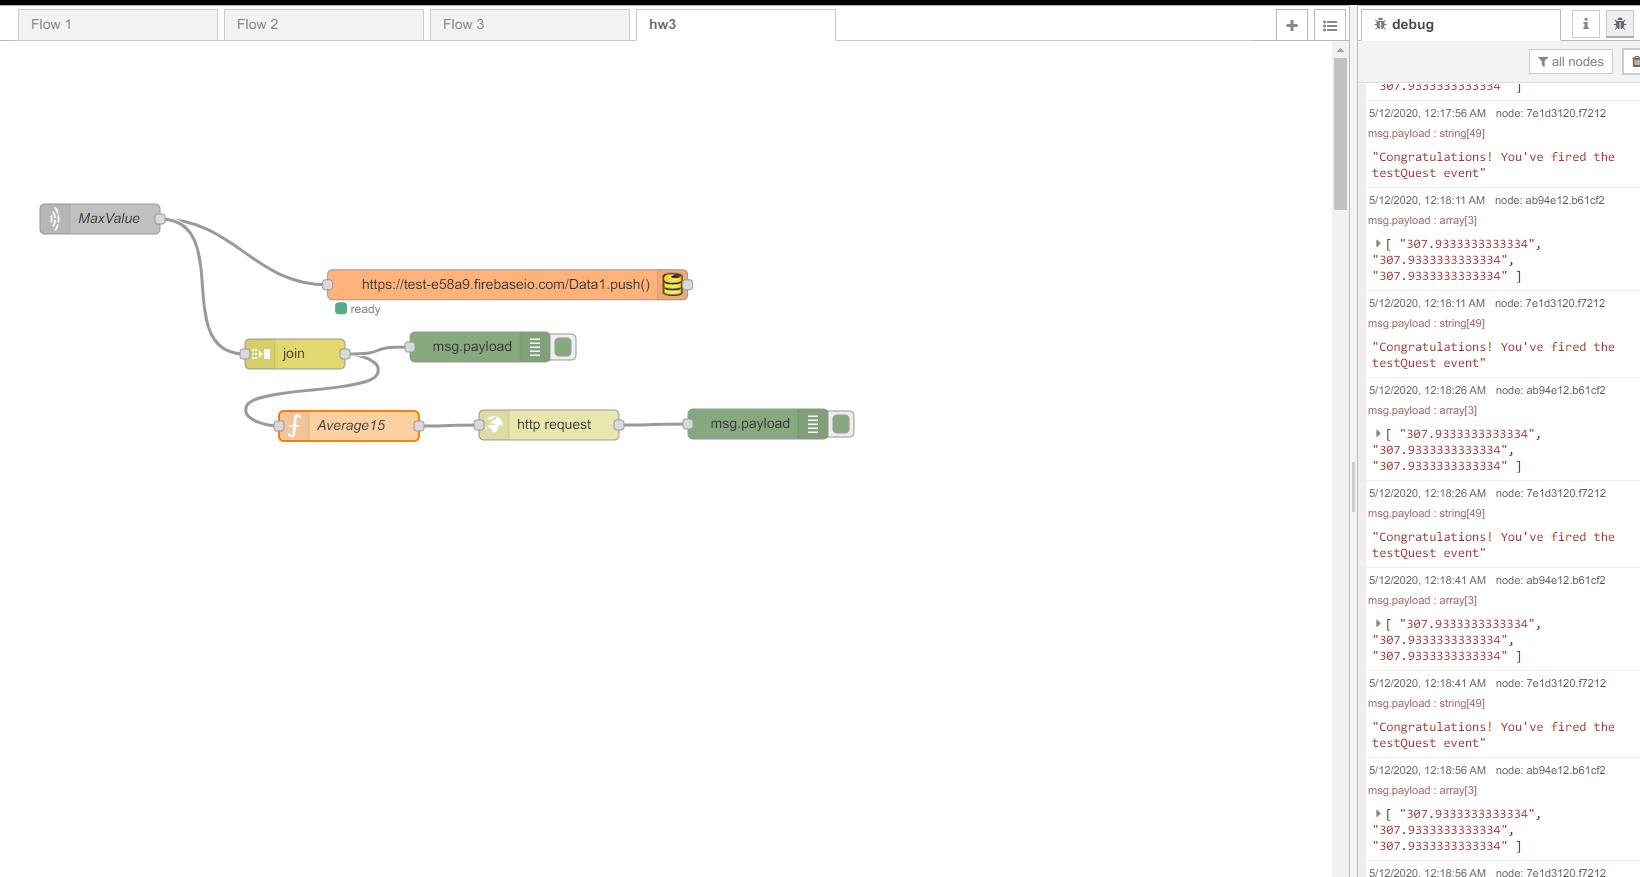 Flow 1
Flow 2
Flow 3
hw3
debug
i
all nodes
MaxValue
https://test-e58a9.firebaseio.com/Data1.push()
ready
join
msg.payload
Average15
http request
msg.payload
"307.9333333333334" ]
5/12/2020, 12:17:56 AM node: 7e1d3120.f7212
msg.payload : string[49]
"Congratulations! You've fired the
testQuest event"
5/12/2020, 12:18:11 AM node: ab94e12.b61cf2
msg.payload : array[3]
[ "307.9333333333334",
"307.9333333333334",
"307.9333333333334" ]
5/12/2020, 12:18:11 AM node: 7e1d3120.f7212
msg.payload : string[49]
"Congratulations! You've fired the
testQuest event"
5/12/2020, 12:18:26 AM node: ab94e12.b61cf2
msg.payload : array[3]
[ "307.9333333333334",
"307.9333333333334",
"307.9333333333334" ]
5/12/2020, 12:18:26 AM node: 7e1d3120.f7212
msg.payload : string[49]
"Congratulations! You've fired the
testQuest event"
5/12/2020, 12:18:41 AM node: ab94e12.b61cf2
msg.payload : array[3]
[ "307.9333333333334",
"307.9333333333334",
"307.9333333333334" ]
5/12/2020, 12:18:41 AM node: 7e1d3120.f7212
msg.payload : string[49]
"Congratulations! You've fired the
testQuest event"
5/12/2020, 12:18:56 AM node: ab94e12.b61cf2
msg.payload : array[3]
[ "307.9333333333334",
"307.9333333333334",
"307.9333333333334" ]
5/12/2020, 12:18:56 AM node: 7e1d3120.f7212